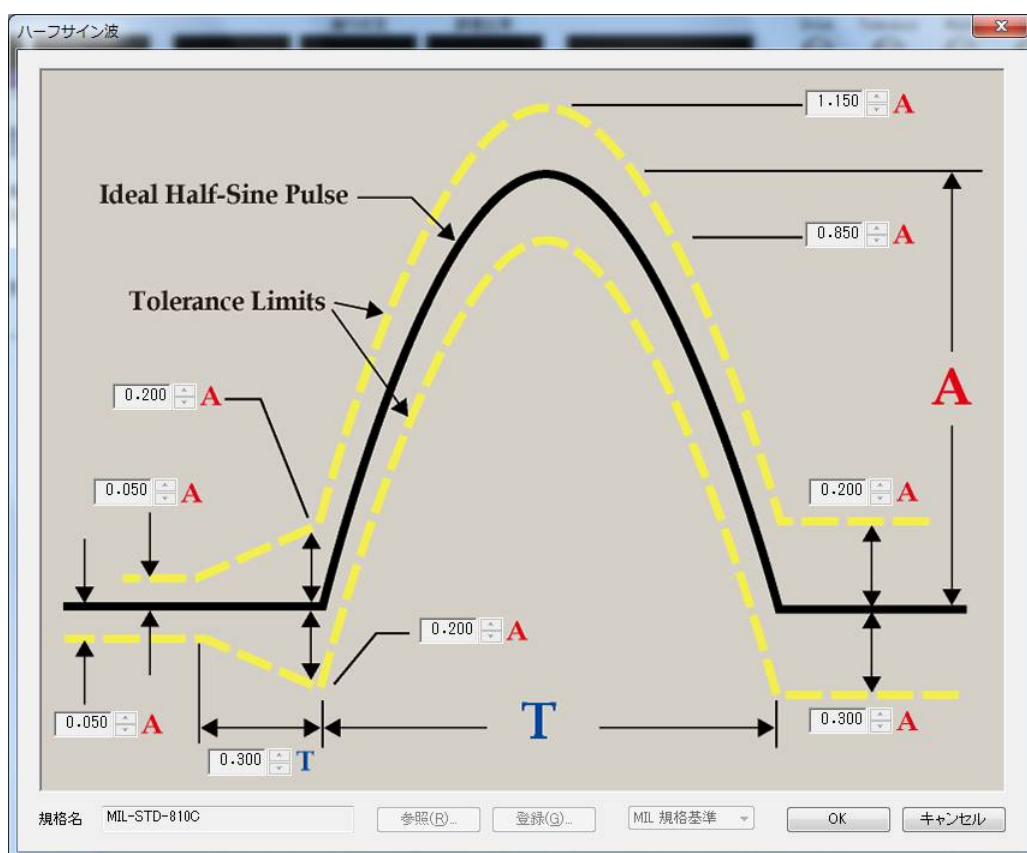 ハーフサイン波
1.150 A
Ideal Half-Sine Pulse
0.850 A
Tolerance Limits
A
0.200 A
0.050 A
0.200 A
0.200 A
0.050 A
T
0.300 A
0.300 T
規格名 MIL-STD-810C 参照(R)... 登録(G)... MIL 規格基準 OK キャンセル